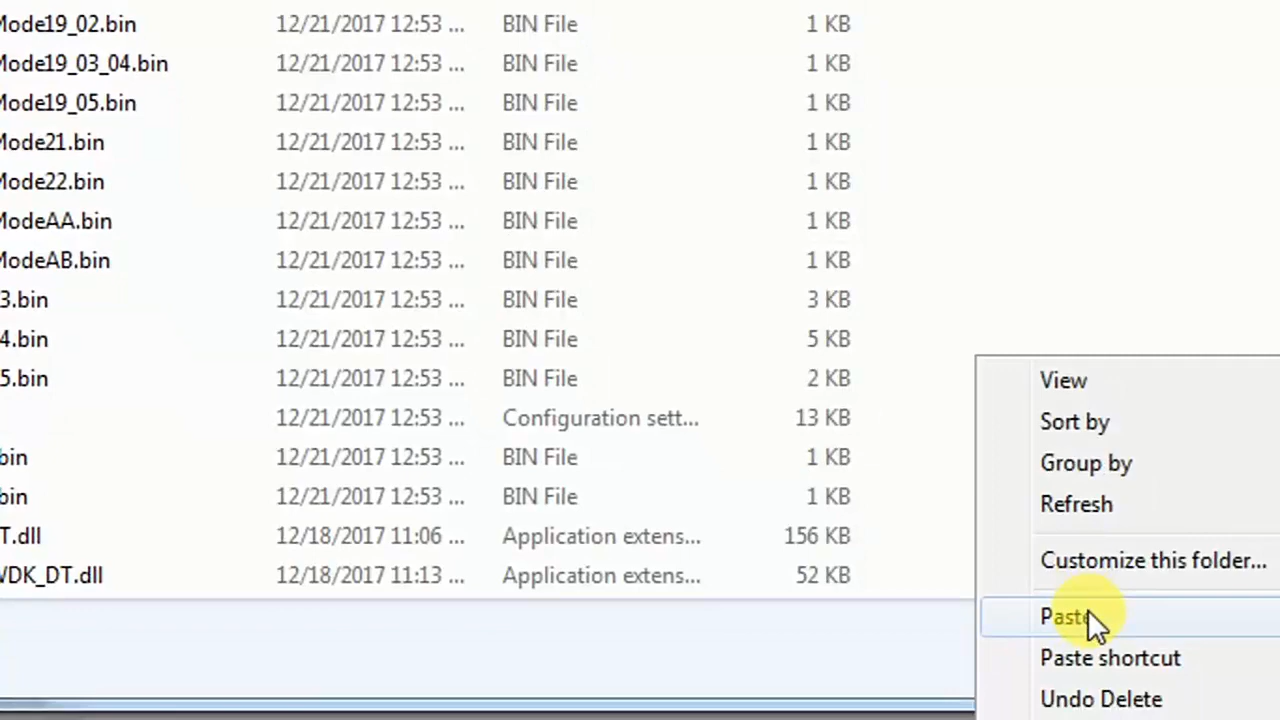 Mode19_02.bin 12/21/2017 12:53 ... BIN File 1 KB
Mode19_03_04.bin 12/21/2017 12:53 ... BIN File 1 KB
Mode19_05.bin 12/21/2017 12:53 ... BIN File 1 KB
Mode21.bin 12/21/2017 12:53 ... BIN File 1 KB
Mode22.bin 12/21/2017 12:53 ... BIN File 1 KB
ModeAA.bin 12/21/2017 12:53 ... BIN File 1 KB
ModeAB.bin 12/21/2017 12:53 ... BIN File 1 KB
3.bin 12/21/2017 12:53 ... BIN File 3 KB
4.bin 12/21/2017 12:53 ... BIN File 5 KB
5.bin 12/21/2017 12:53 ... BIN File 2 KB
12/21/2017 12:53 ... Configuration sett... 13 KB
bin 12/21/2017 12:53 ... BIN File 1 KB
bin 12/21/2017 12:53 ... BIN File 1 KB
T.dll 12/18/2017 11:06 ... Application extens... 156 KB
WDK_DT.dll 12/18/2017 11:13 ... Application extens... 52 KB
View
Sort by
Group by
Refresh
Customize this folder...
Paste
Paste shortcut
Undo Delete